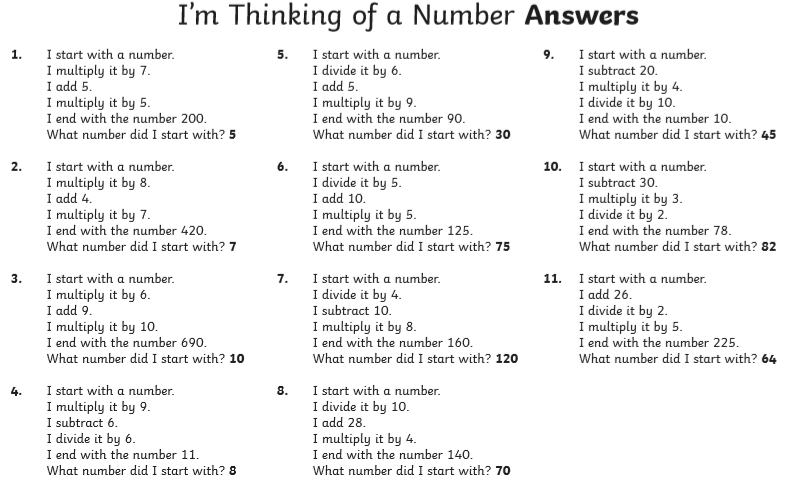 I'm Thinking of a Number Answers
1. I start with a number.
I multiply it by 7.
I add 5.
I multiply it by 5.
I end with the number 200.
What number did I start with? 5
2. I start with a number.
I multiply it by 8.
I add 4.
I multiply it by 7.
I end with the number 420.
What number did I start with? 7
3. I start with a number.
I multiply it by 6.
I add 9.
I multiply it by 10.
I end with the number 690.
What number did I start with? 10
4. I start with a number.
I multiply it by 9.
I subtract 6.
I divide it by 6.
I end with the number 11.
What number did I start with? 8
5. I start with a number.
I divide it by 6.
I add 5.
I multiply it by 9.
I end with the number 90.
What number did I start with? 30
6. I start with a number.
I divide it by 5.
I add 10.
I multiply it by 5.
I end with the number 125.
What number did I start with? 75
7. I start with a number.
I divide it by 4.
I subtract 10.
I multiply it by 8.
I end with the number 160.
What number did I start with? 120
8. I start with a number.
I divide it by 10.
I add 28.
I multiply it by 4.
I end with the number 140.
What number did I start with? 70
9. I start with a number.
I subtract 20.
I multiply it by 4.
I divide it by 10.
I end with the number 10.
What number did I start with? 45
10. I start with a number.
I subtract 30.
I multiply it by 3.
I divide it by 2.
I end with the number 78.
What number did I start with? 82
11. I start with a number.
I add 26.
I divide it by 2.
I multiply it by 5.
I end with the number 225.
What number did I start with? 64